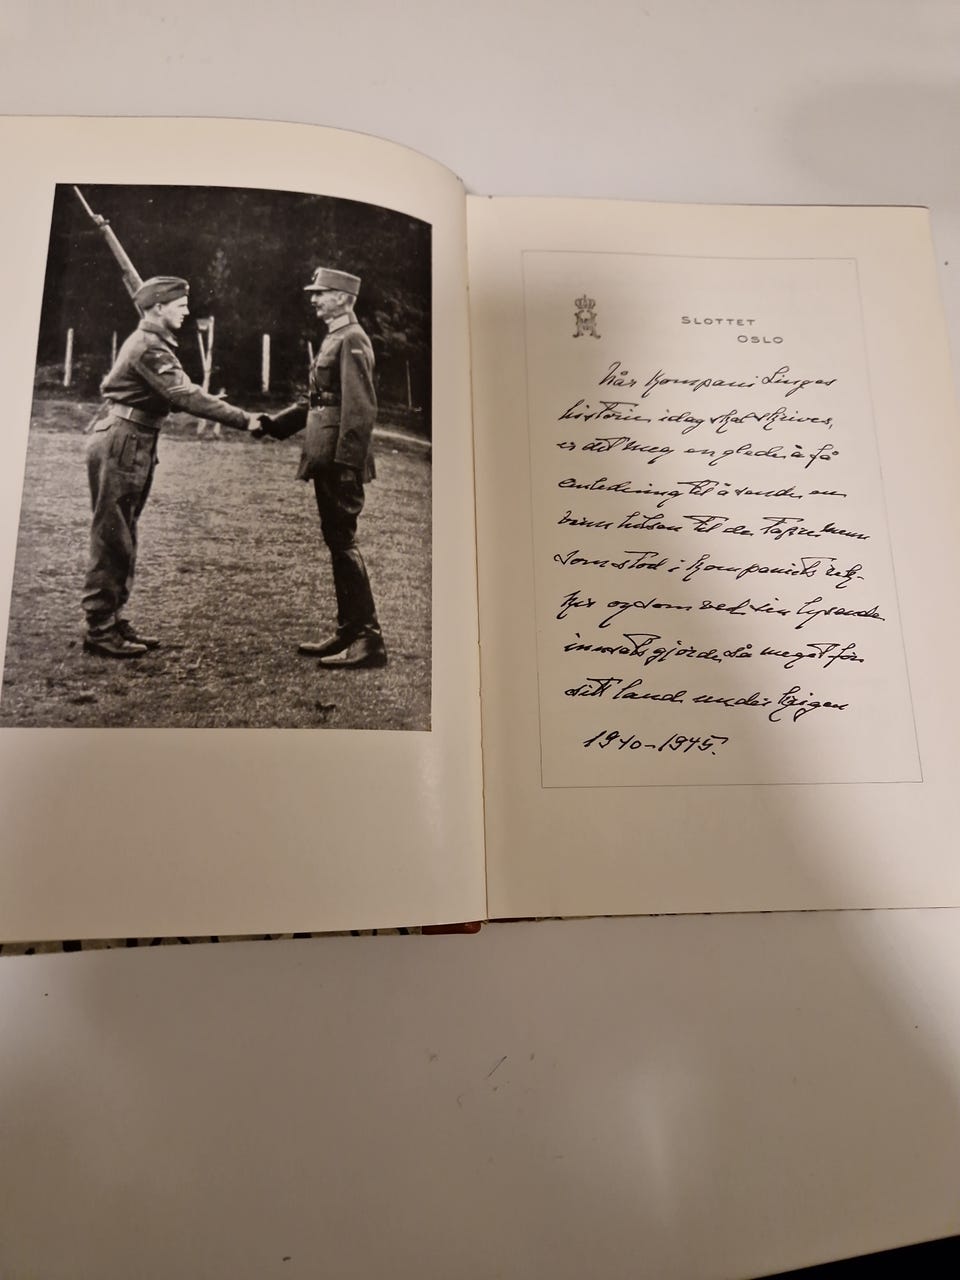 SLOTTET
OSLO
Når Kompani Linges
historie idag skal skrives,
er det meg en glede å få
anledning til å sende en
varm hilsen til de tapre menn
som stod i Kompaniets rek-
ker og som ved sin lysende
innsats gjorde så meget for
sitt land under krigen
1940-1945.